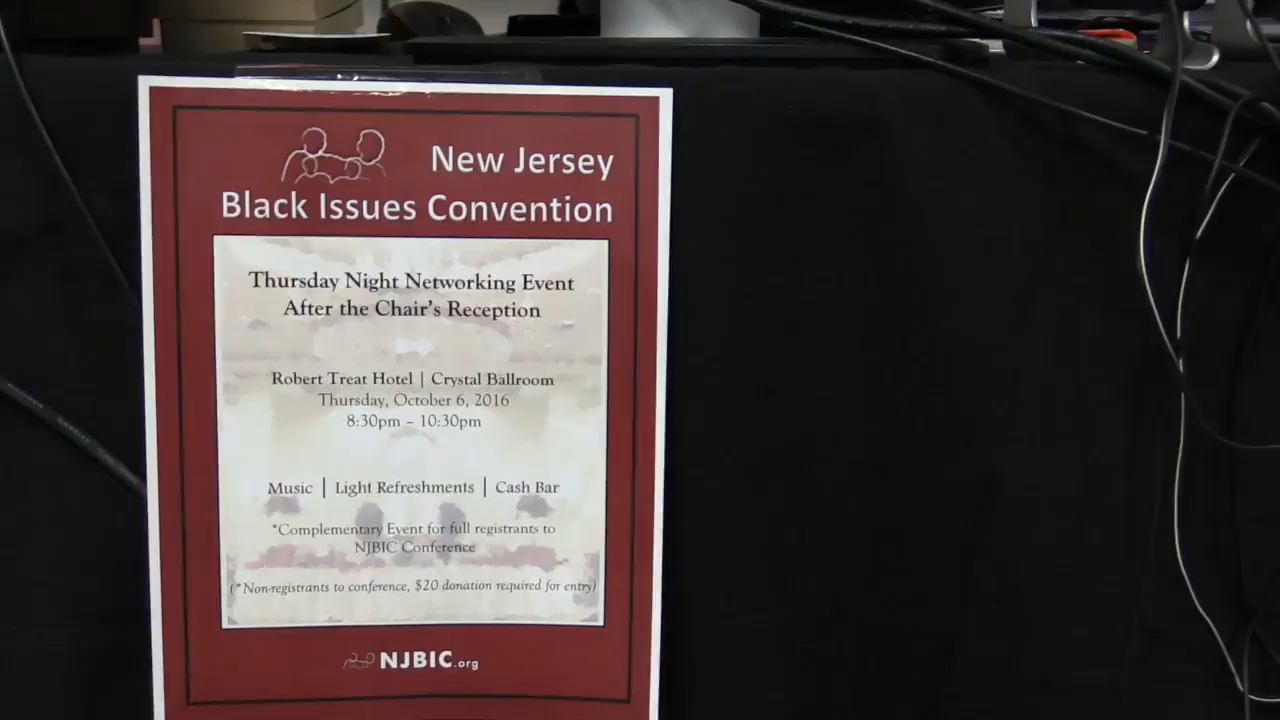 New Jersey
Black Issues Convention
Thursday Night Networking Event
After the Chair's Reception
Robert Treat Hotel | Crystal Ballroom
Thursday, October 6, 2016
8:30pm – 10:30pm
Music | Light Refreshments | Cash Bar
*Complementary Event for full registrants to
NJBIC Conference
(*Non-registrants to conference, $20 donation required for entry)
NJBIC.org